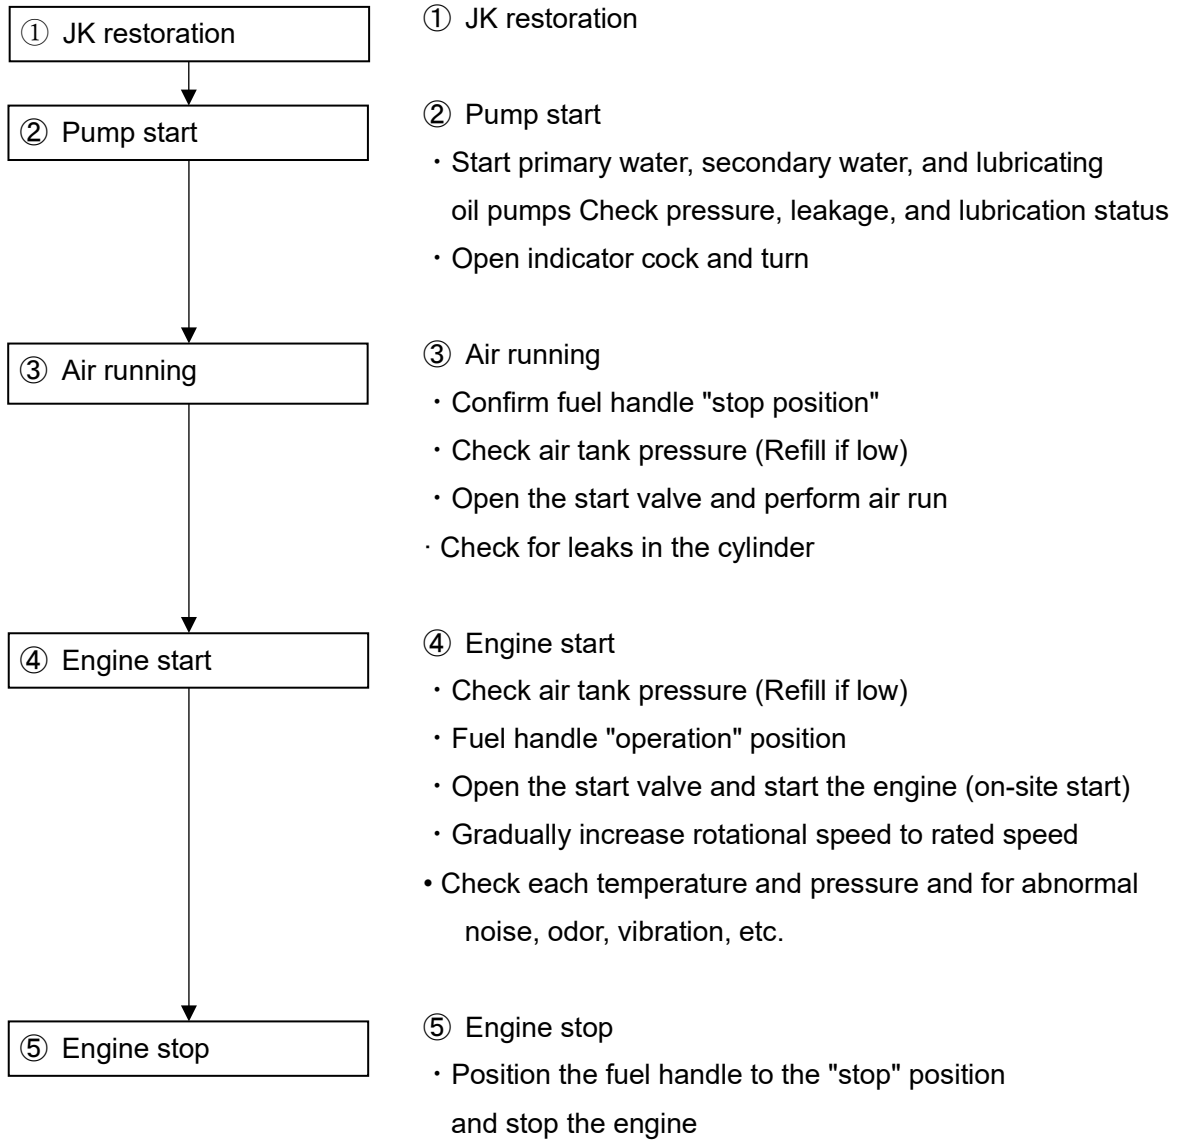 ① JK restoration
① JK restoration
② Pump start
② Pump start
・Start primary water, secondary water, and lubricating
oil pumps Check pressure, leakage, and lubrication status
・Open indicator cock and turn
③ Air running
③ Air running
・Confirm fuel handle "stop position"
・Check air tank pressure (Refill if low)
・Open the start valve and perform air run
· Check for leaks in the cylinder
④ Engine start
④ Engine start
・Check air tank pressure (Refill if low)
・Fuel handle "operation" position
・Open the start valve and start the engine (on-site start)
・Gradually increase rotational speed to rated speed
• Check each temperature and pressure and for abnormal
noise, odor, vibration, etc.
⑤ Engine stop
⑤ Engine stop
・Position the fuel handle to the "stop" position
and stop the engine